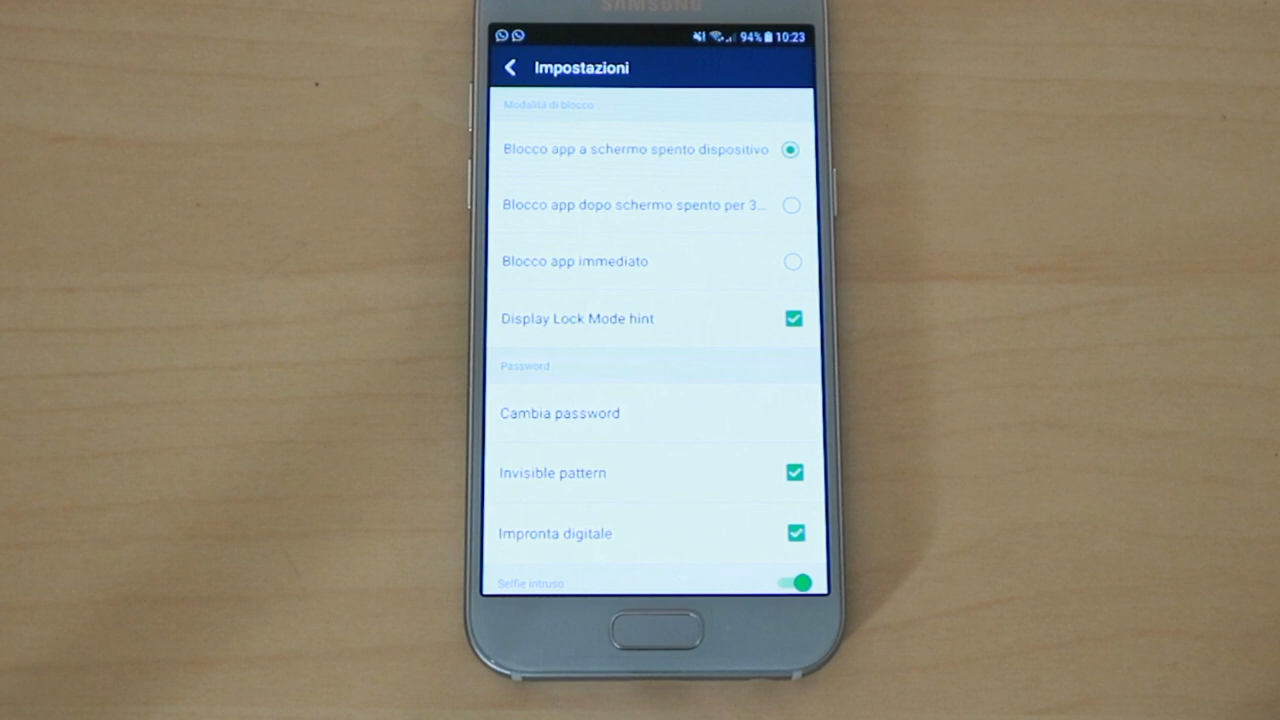 SAMSUNG
94% 10:23
Impostazioni
Modalità di blocco
Blocco app a schermo spento dispositivo
Blocco app dopo schermo spento per 3...
Blocco app immediato
Display Lock Mode hint
Password
Cambia password
Invisible pattern
Impronta digitale
Selfie intruso